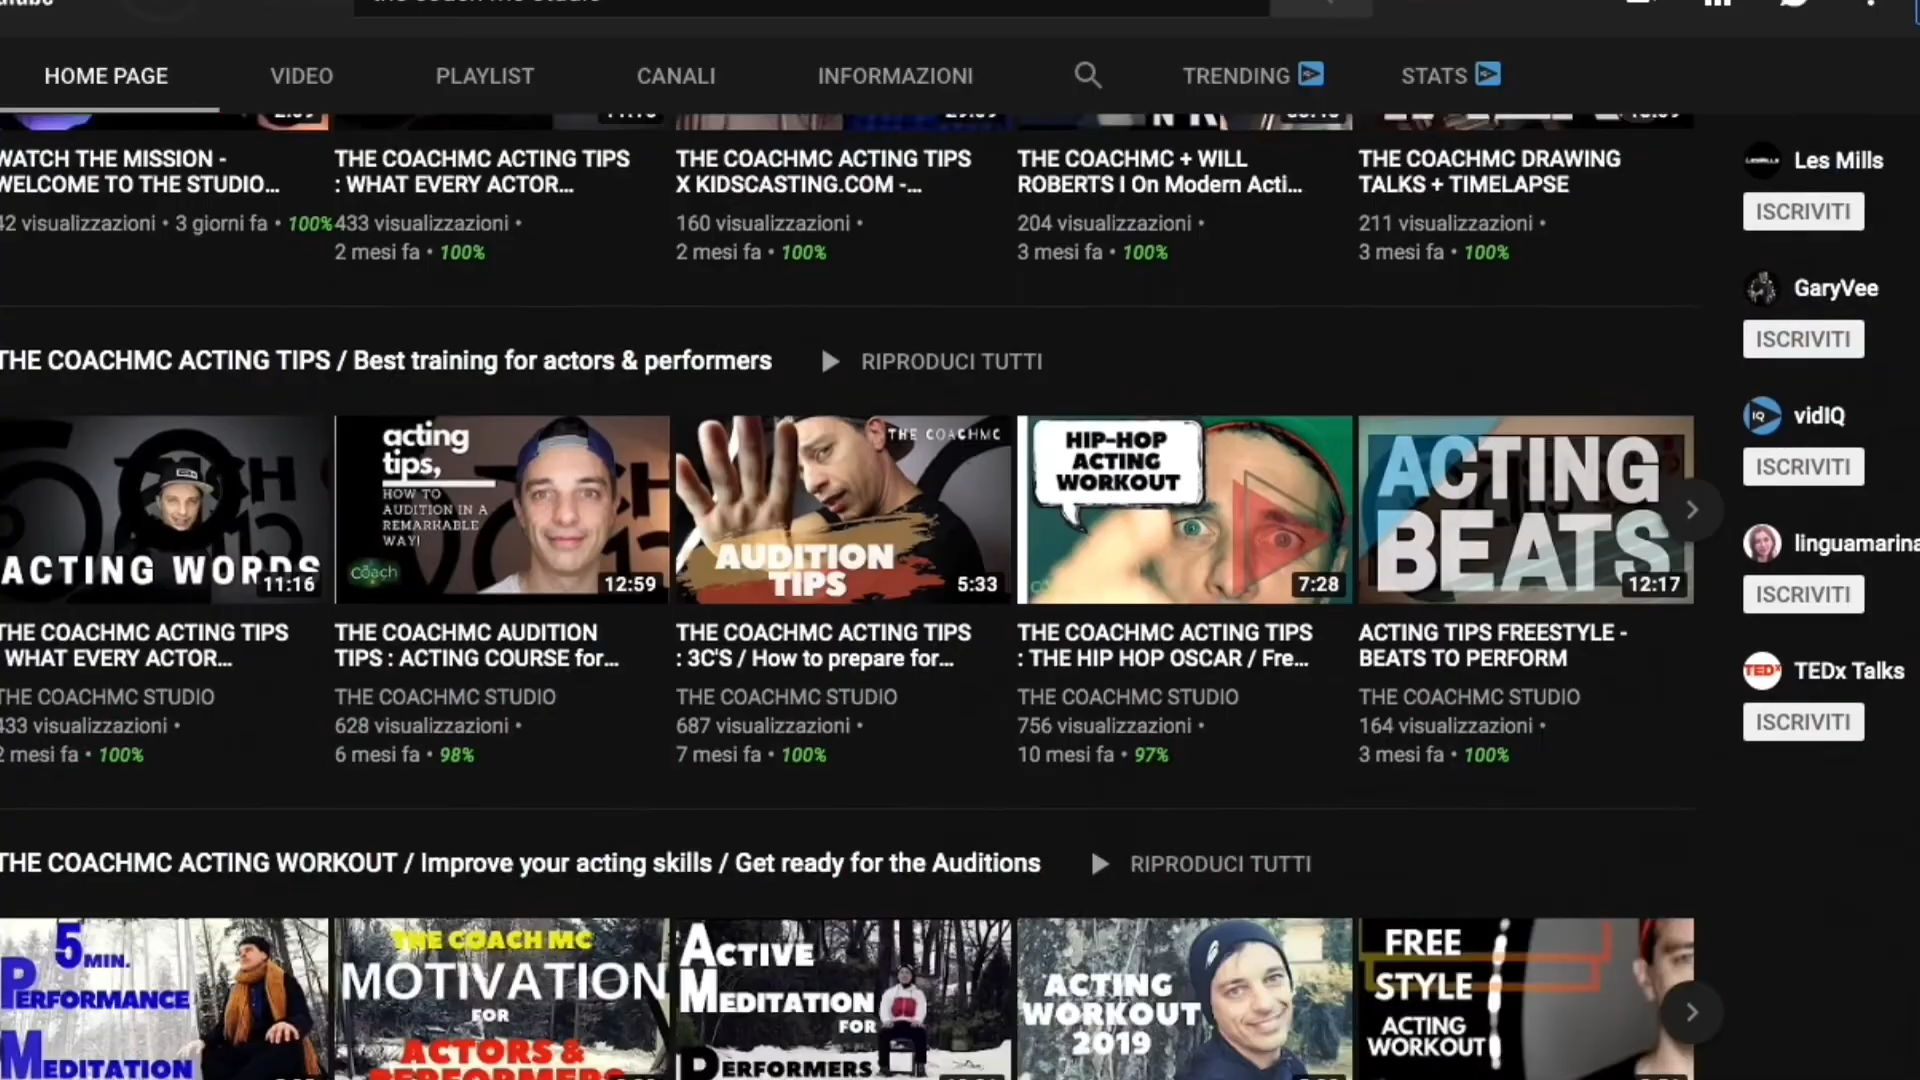 HOME PAGE VIDEO PLAYLIST CANALI INFORMAZIONI TRENDING STATS
WATCH THE MISSION -
WELCOME TO THE STUDIO...
42 visualizzazioni • 3 giorni fa • 100%
THE COACHMC ACTING TIPS
: WHAT EVERY ACTOR...
433 visualizzazioni •
2 mesi fa • 100%
THE COACHMC ACTING TIPS
X KIDSCASTING.COM -...
160 visualizzazioni •
2 mesi fa • 100%
THE COACHMC + WILL
ROBERTS I On Modern Acti...
204 visualizzazioni •
3 mesi fa • 100%
THE COACHMC DRAWING
TALKS + TIMELAPSE
211 visualizzazioni •
3 mesi fa • 100%
Les Mills
ISCRIVITI
GaryVee
ISCRIVITI
vidIQ
ISCRIVITI
linguamarina
ISCRIVITI
TEDx Talks
ISCRIVITI
THE COACHMC ACTING TIPS / Best training for actors & performers RIPRODUCI TUTTI
ACTING WORDS
11:16
acting
tips,
HOW TO
AUDITION IN A
REMARKABLE
WAY!
Coach
12:59
THE COACHMC
AUDITION
TIPS
5:33
HIP-HOP
ACTING
WORKOUT
7:28
ACTING
BEATS
12:17
THE COACHMC ACTING TIPS
WHAT EVERY ACTOR...
THE COACHMC STUDIO
433 visualizzazioni •
2 mesi fa • 100%
THE COACHMC AUDITION
TIPS : ACTING COURSE for...
THE COACHMC STUDIO
628 visualizzazioni •
6 mesi fa • 98%
THE COACHMC ACTING TIPS
: 3C'S / How to prepare for...
THE COACHMC STUDIO
687 visualizzazioni •
7 mesi fa • 100%
THE COACHMC ACTING TIPS
: THE HIP HOP OSCAR / Fre...
THE COACHMC STUDIO
756 visualizzazioni •
10 mesi fa • 97%
ACTING TIPS FREESTYLE -
BEATS TO PERFORM
THE COACHMC STUDIO
164 visualizzazioni •
3 mesi fa • 100%
THE COACHMC ACTING WORKOUT / Improve your acting skills / Get ready for the Auditions RIPRODUCI TUTTI
5 MIN.
PERFORMANCE
MEDITATION
THE COACH MC
MOTIVATION
FOR
ACTORS &
PERFORMERS
ACTIVE
MEDITATION
FOR
PERFORMERS
ACTING
WORKOUT
2019
FREE
STYLE
ACTING
WORKOUT